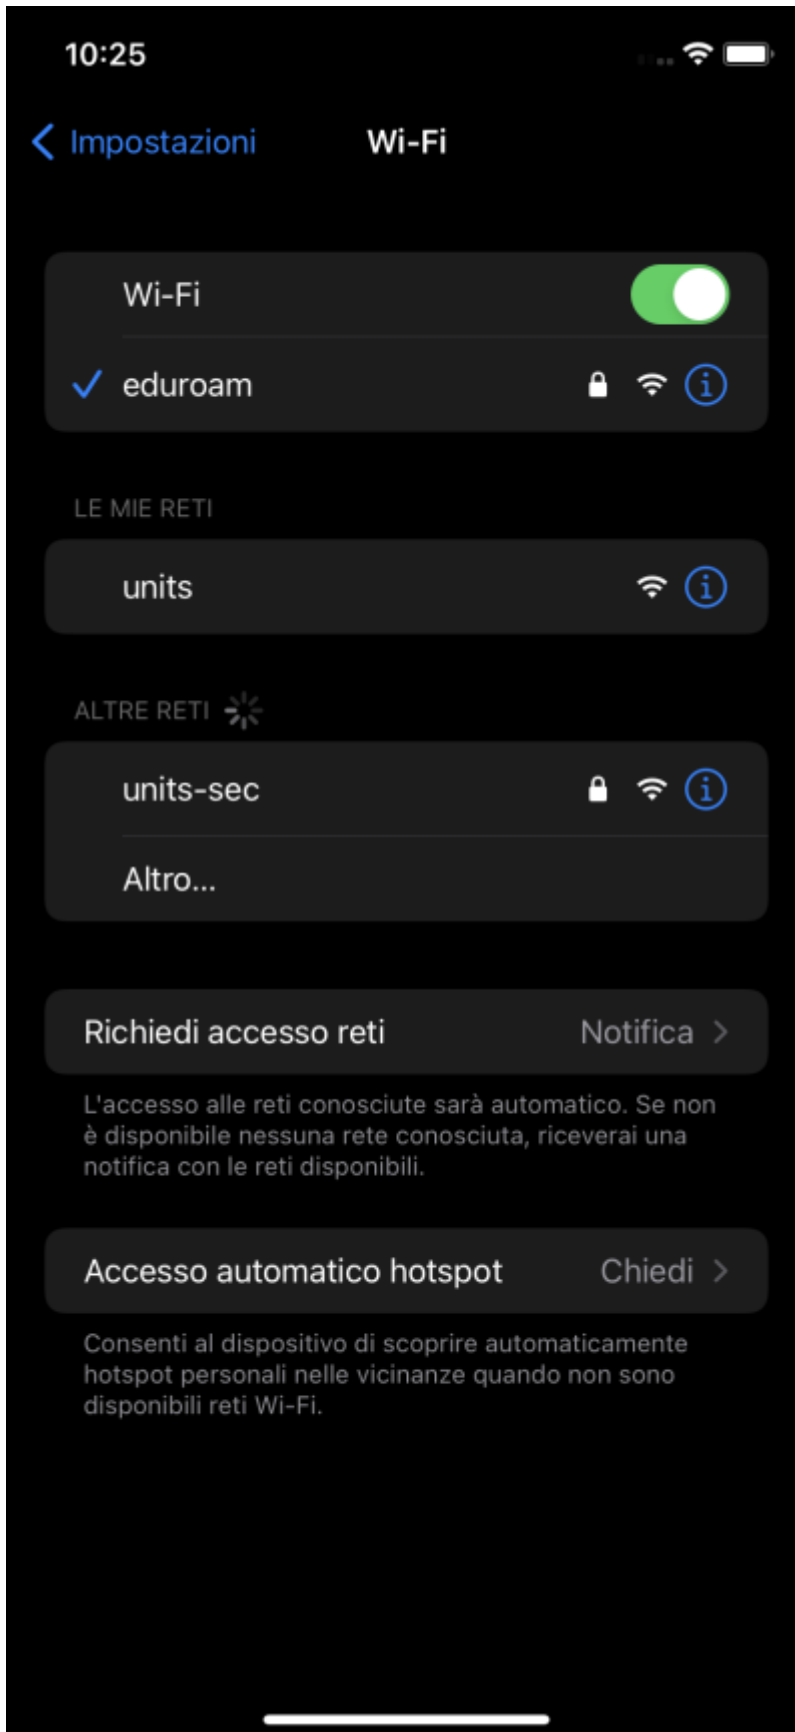 10:25
Impostazioni
Wi-Fi
Wi-Fi
eduroam
LE MIE RETI
units
ALTRE RETI
units-sec
Altro...
Richiedi accesso reti Notifica
L'accesso alle reti conosciute sarà automatico. Se non
è disponibile nessuna rete conosciuta, riceverai una
notifica con le reti disponibili.
Accesso automatico hotspot Chiedi
Consenti al dispositivo di scoprire automaticamente
hotspot personali nelle vicinanze quando non sono
disponibili reti Wi-Fi.